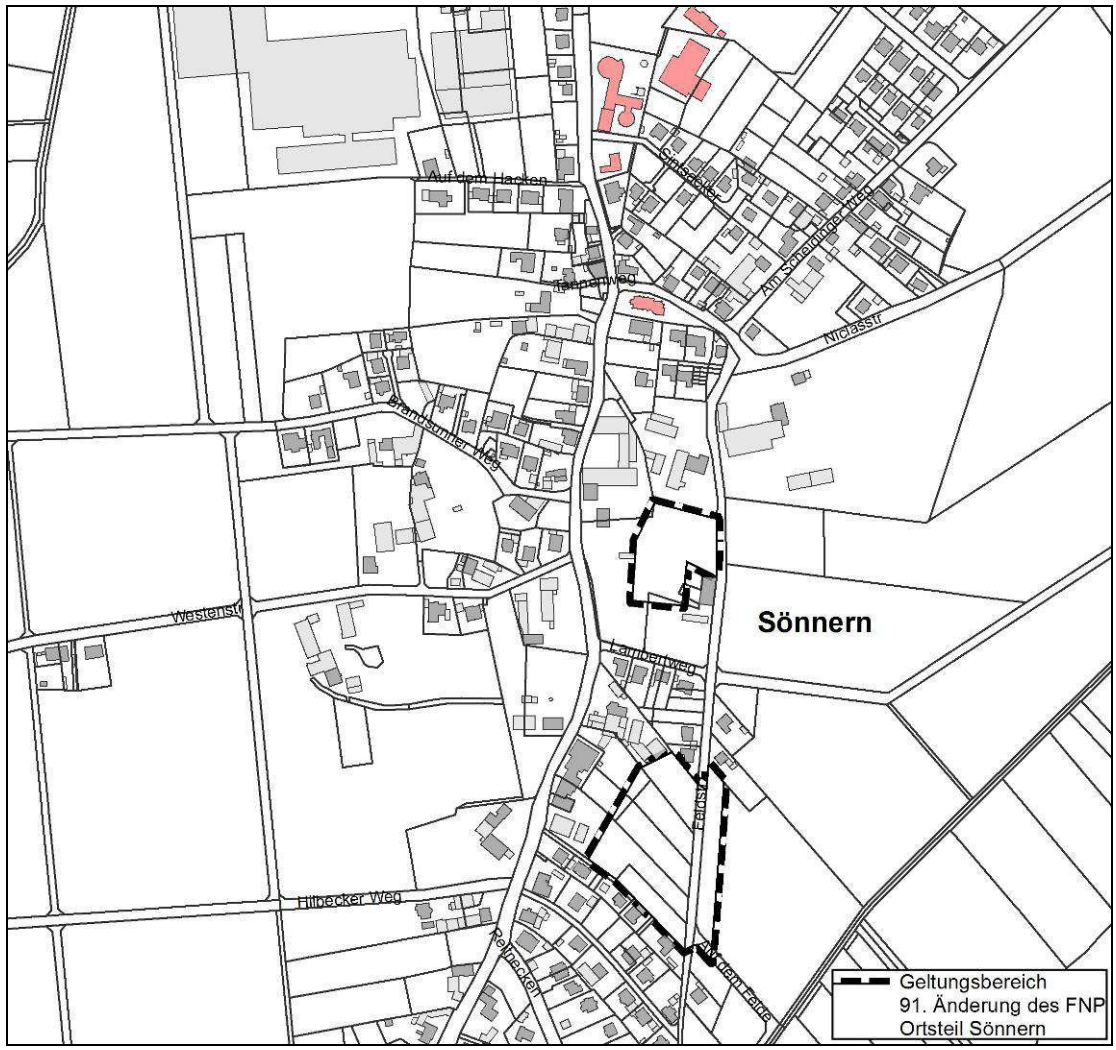 Auf dem Hacken
Am Scheidinger Weg
Tannenweg
Niclasstr
Brandsunner Weg
Westenstr
Sönnern
Lambertweg
Feldstr
Hilbecker Weg
Reinecken
Auf dem Felde
Geltungsbereich
91. Änderung des FNP
Ortsteil Sönnern